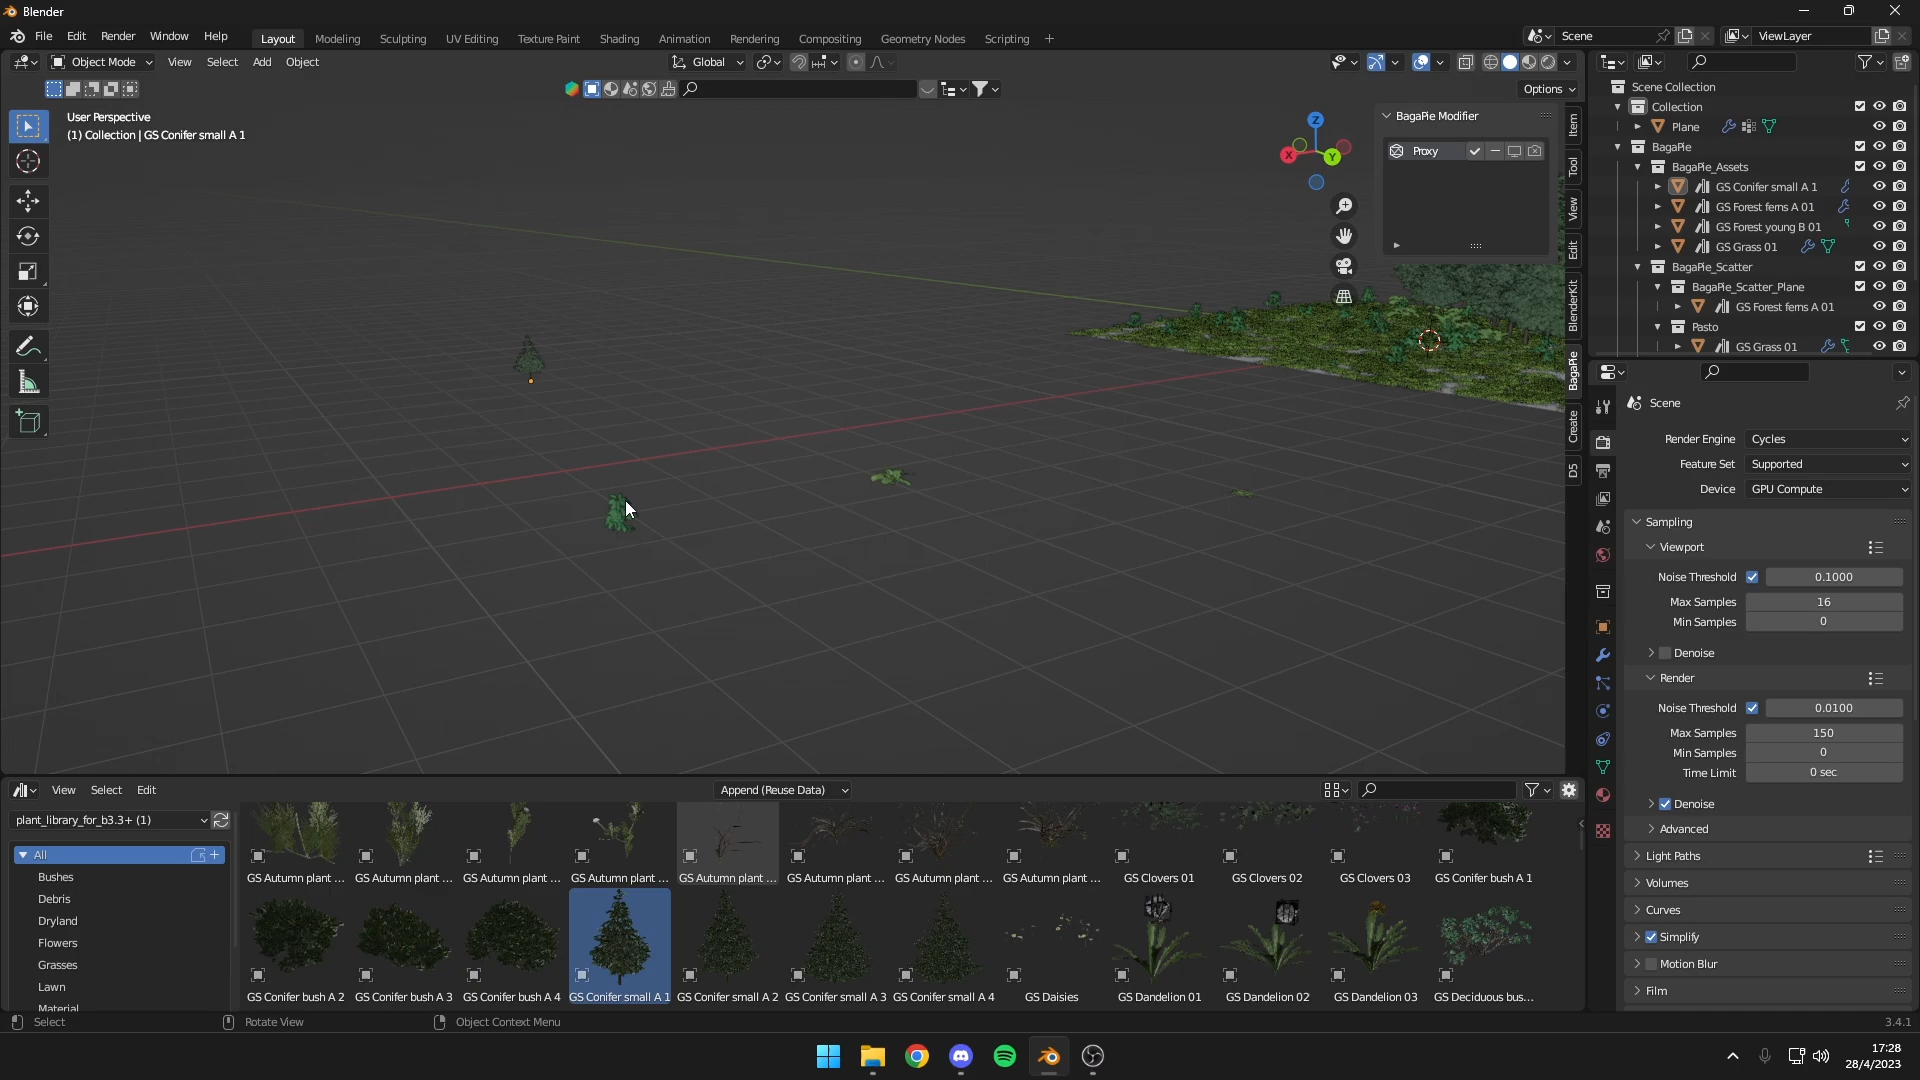 Blender
File Edit Render Window Help Layout Modeling Sculpting UV Editing Texture Paint Shading Animation Rendering Compositing Geometry Nodes Scripting + Scene ViewLayer
Object Mode View Select Add Object Global
Options
User Perspective
(1) Collection | GS Conifer small A 1
BagaPie Modifier
Proxy
Z
X
Y
Item
Tool
View
Edit
BlenderKit
BagaPie
Create
D5
Scene Collection
Collection
Plane
BagaPie
BagaPie_Assets
GS Conifer small A 1
GS Forest ferns A 01
GS Forest young B 01
GS Grass 01
BagaPie_Scatter
BagaPie_Scatter_Plane
GS Forest ferns A 01
Pasto
GS Grass 01
Scene
Render Engine Cycles
Feature Set Supported
Device GPU Compute
Sampling
Viewport
Noise Threshold 0.1000
Max Samples 16
Min Samples 0
Denoise
Render
Noise Threshold 0.0100
Max Samples 150
Min Samples 0
Time Limit 0 sec
Denoise
Advanced
Light Paths
Volumes
Curves
Simplify
Motion Blur
Film
View Select Edit Append (Reuse Data)
plant_library_for_b3.3+ (1)
All
Bushes
Debris
Dryland
Flowers
Grasses
Lawn
Material
GS Autumn plant ... GS Autumn plant ... GS Autumn plant ... GS Autumn plant ... GS Autumn plant ... GS Autumn plant ... GS Autumn plant ... GS Autumn plant ... GS Clovers 01 GS Clovers 02 GS Clovers 03 GS Conifer bush A 1
GS Conifer bush A 2 GS Conifer bush A 3 GS Conifer bush A 4 GS Conifer small A 1 GS Conifer small A 2 GS Conifer small A 3 GS Conifer small A 4 GS Daisies GS Dandelion 01 GS Dandelion 02 GS Dandelion 03 GS Deciduous bus...
Select Rotate View Object Context Menu 3.4.1
17:28
28/4/2023